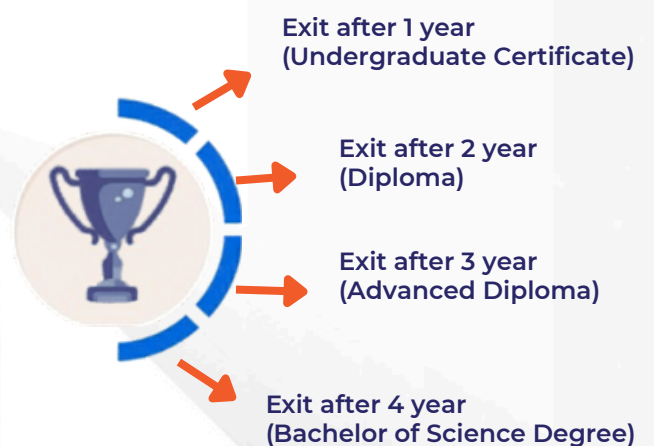 Exit after 1 year
(Undergraduate Certificate)
Exit after 2 year
(Diploma)
Exit after 3 year
(Advanced Diploma)
Exit after 4 year
(Bachelor of Science Degree)